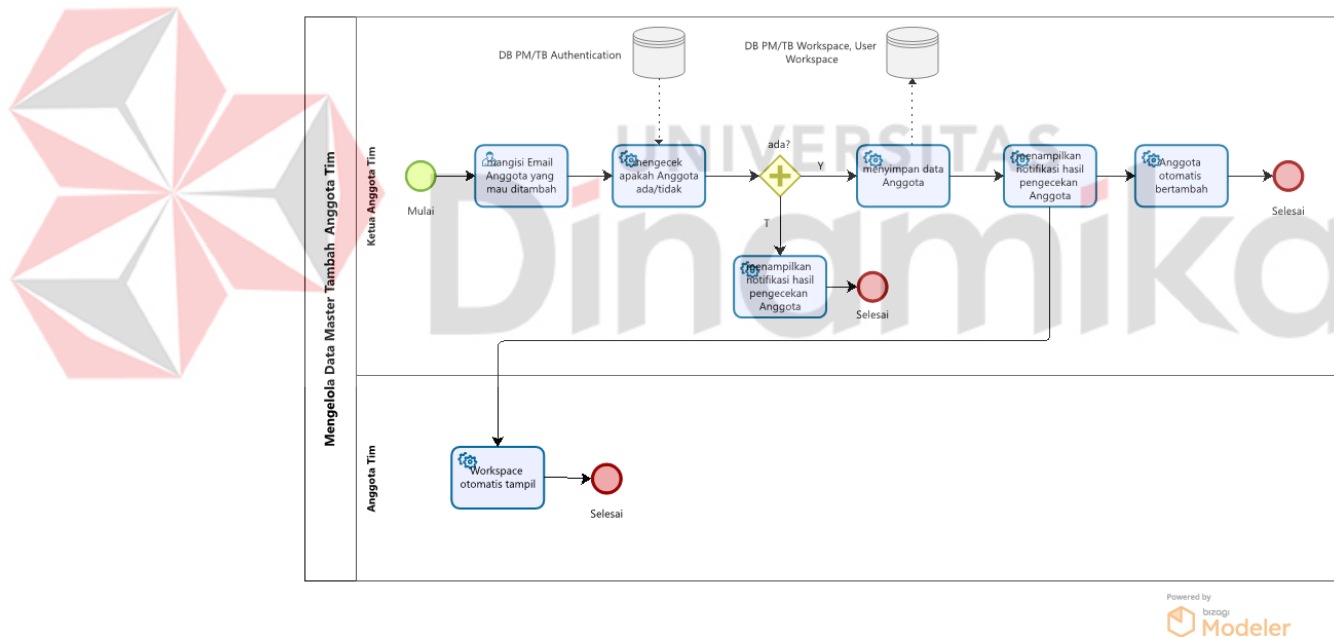 DB PM/TB Authentication
DB PM/TB Workspace, User
Workspace
UNIVERSITAS
Dinamika
Mengelola Data Master Tambah Anggota Tim
Ketua Anggota Tim
Mulai
mangisi Email
Anggota yang
mau ditambah
mengecek
apakah Anggota
ada/tidak
ada?
Y
T
menyimpan data
Anggota
menampilkan
notifikasi hasil
pengecekan
Anggota
Anggota
otomatis
bertambah
Selesai
menampilkan
notifikasi hasil
pengecekan
Anggota
Selesai
Anggota Tim
Workspace
otomatis tampil
Selesai
Powered by
bizagi
Modeler